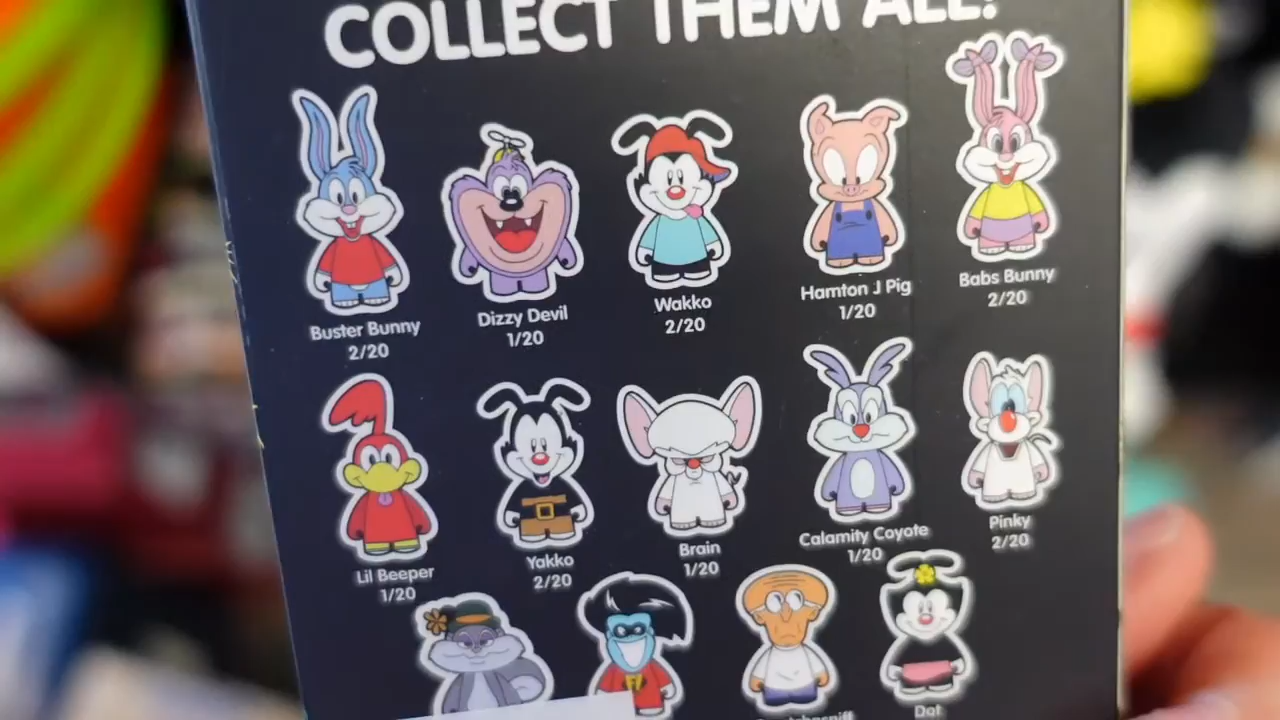 COLLECT THEM ALL!
Buster Bunny
2/20
Dizzy Devil
1/20
Wakko
2/20
Hamton J Pig
1/20
Babs Bunny
2/20
Lil Beeper
1/20
Yakko
2/20
Brain
1/20
Calamity Coyote
1/20
Pinky
2/20
Dot